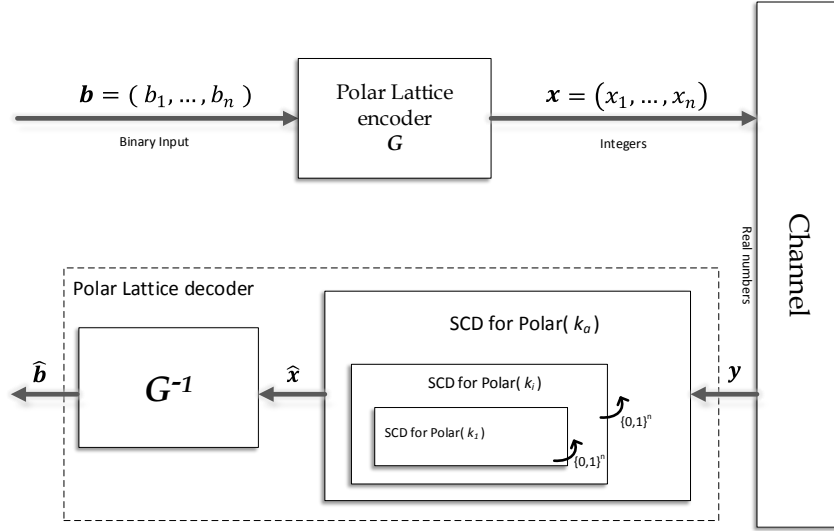 𝒃 = ( b₁, … , bₙ )
Binary Input
Polar Lattice
encoder
G
𝒙 = (x₁, … , xₙ)
Integers
Channel
Real numbers
Polar Lattice decoder
SCD for Polar( kₐ)
SCD for Polar( kᵢ)
SCD for Polar( k₁)
{0,1}ⁿ
{0,1}ⁿ
G⁻¹
𝒃̂
𝒙̂
𝒚